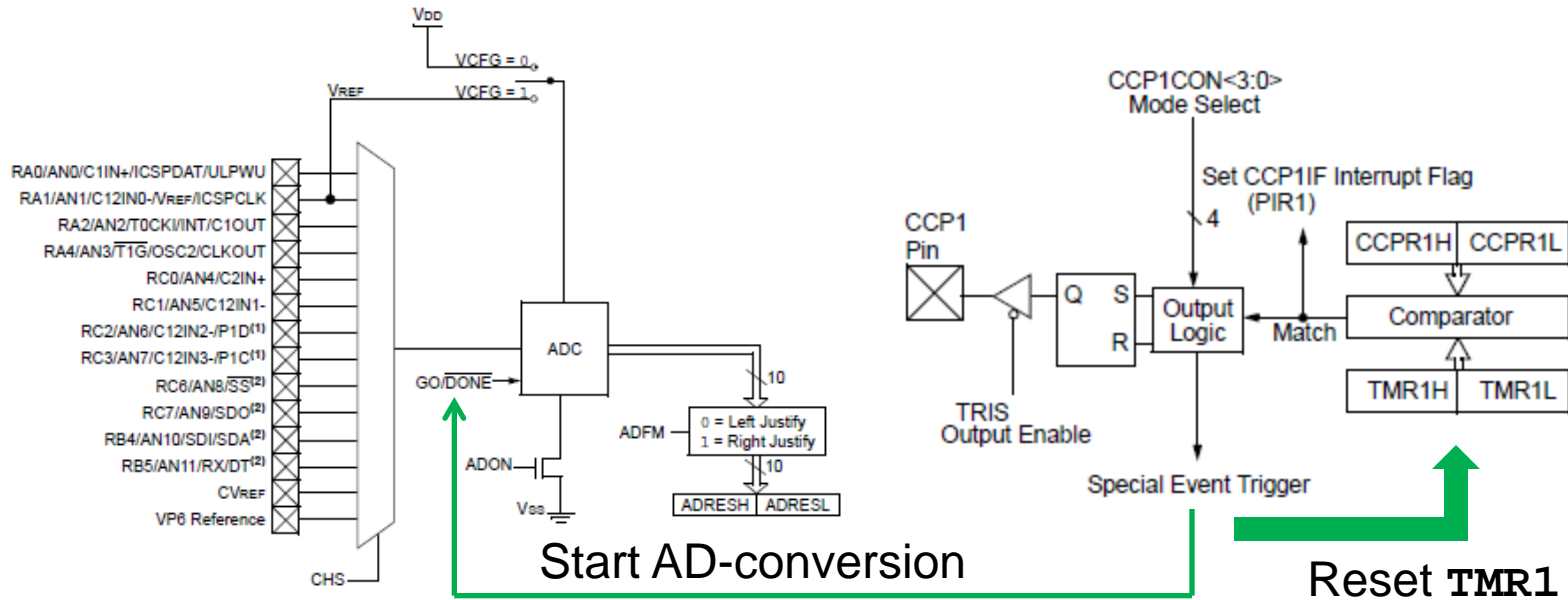 VDD
VCFG = 0
VREF
VCFG = 1
RA0/AN0/C1IN+/ICSPDAT/ULPWU
RA1/AN1/C12IN0-/VREF/ICSPCLK
RA2/AN2/T0CKI/INT/C1OUT
RA4/AN3/T1G/OSC2/CLKOUT
RC0/AN4/C2IN+
RC1/AN5/C12IN1-
RC2/AN6/C12IN2-/P1D(1)
RC3/AN7/C12IN3-/P1C(1)
RC6/AN8/SS(2)
RC7/AN9/SDO(2)
RB4/AN10/SDI/SDA(2)
RB5/AN11/RX/DT(2)
CVREF
VP6 Reference
CHS
ADC
GO/DONE
10
ADFM
0 = Left Justify
1 = Right Justify
10
ADON
VSS
ADRESH ADRESL
CCP1CON<3:0>
Mode Select
Set CCP1IF Interrupt Flag
(PIR1)
4
CCP1
Pin
CCPR1H CCPR1L
Q S
R
Output
Logic
Match
Comparator
TMR1H TMR1L
TRIS
Output Enable
Special Event Trigger
Start AD-conversion
Reset TMR1